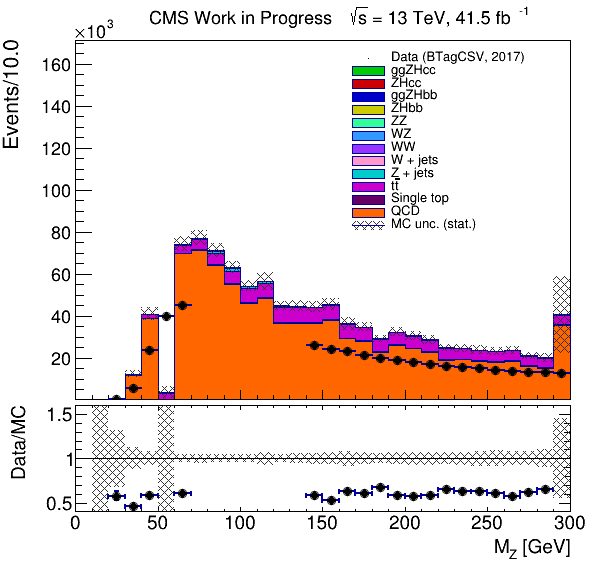 CMS Work in Progress √s = 13 TeV, 41.5 fb⁻¹
×10³
Events/10.0
160
140
120
100
80
60
40
20
Data (BTagCSV, 2017)
ggZHcc
ZHcc
ggZHbb
ZHbb
ZZ
WZ
WW
W + jets
Z + jets
tt̅
Single top
QCD
MC unc. (stat.)
Data/MC
1.5
1
0.5
0 50 100 150 200 250 300
M_Z [GeV]